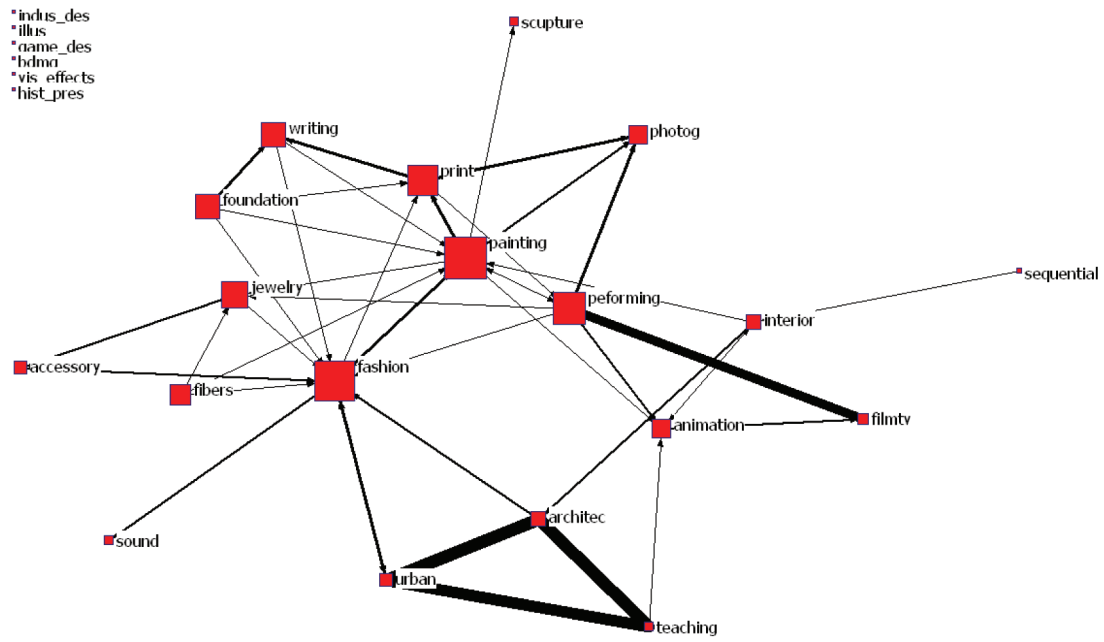 indus_des
illus
game_des
bdmg
vis_effects
hist_pres
scupture
writing
photog
print
foundation
painting
sequential
jewelry
peforming
interior
accessory
fashion
fibers
animation
filmtv
architec
sound
urban
teaching